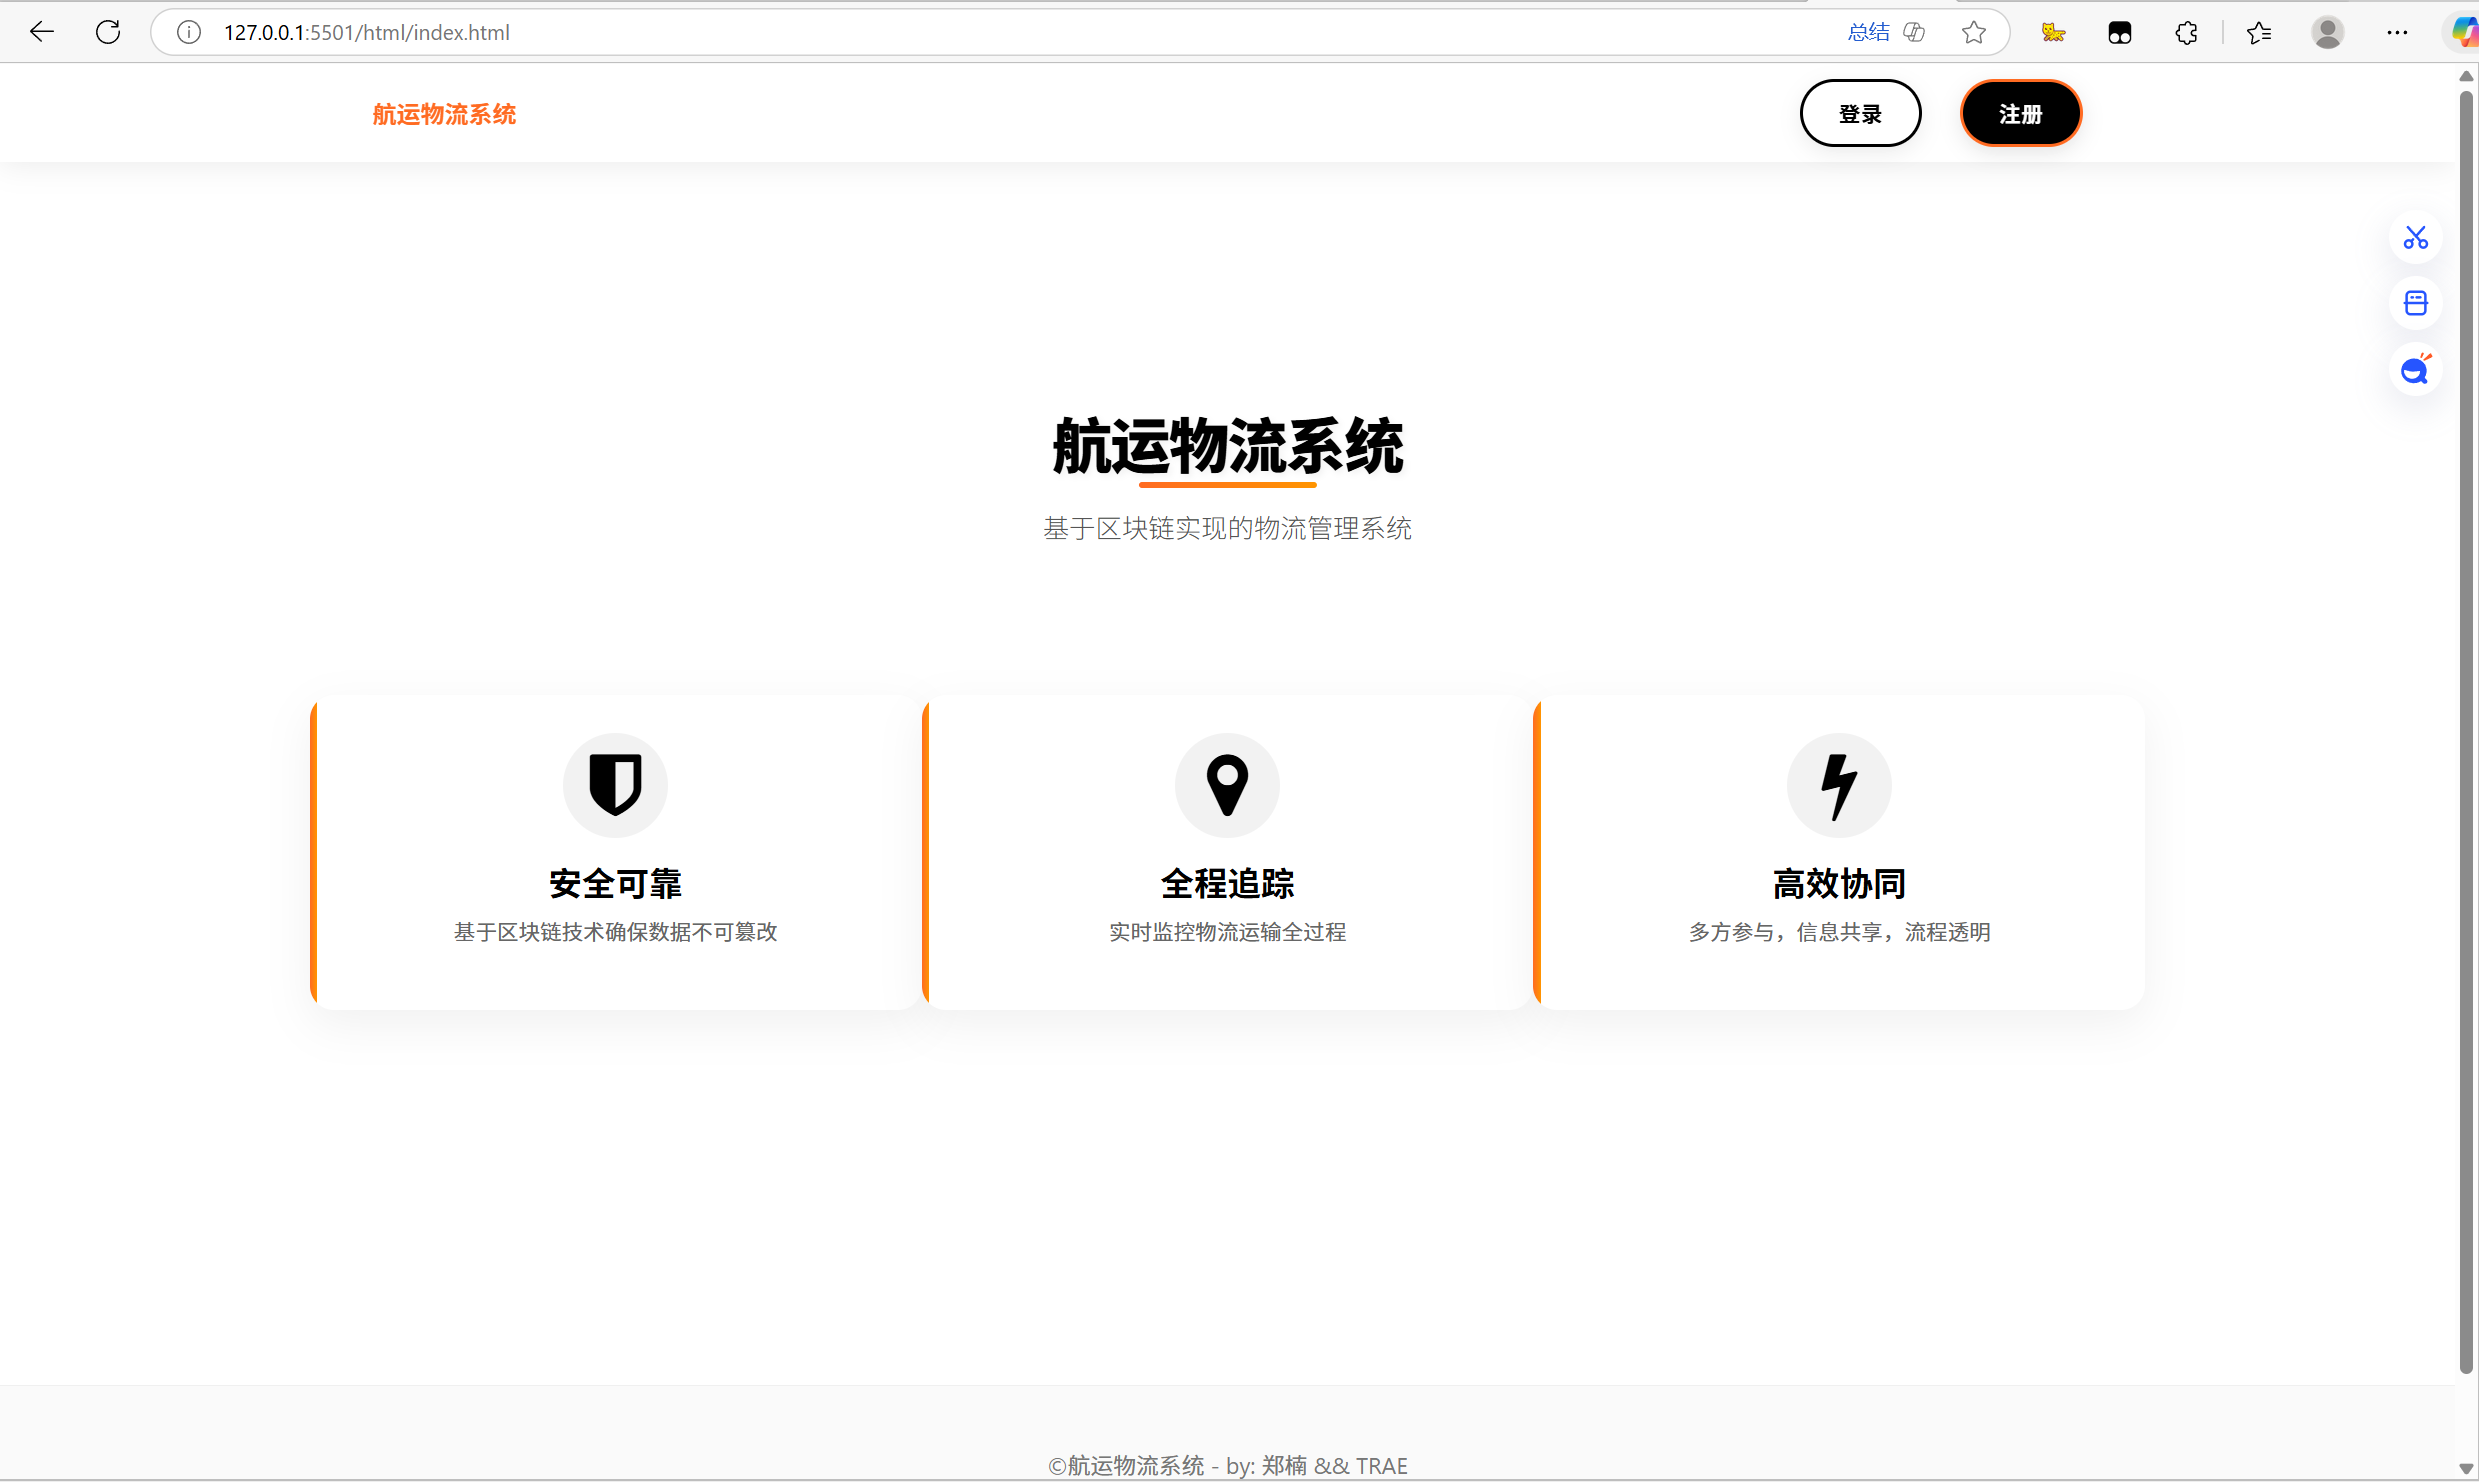 127.0.0.1:5501/html/index.html
总结
航运物流系统
登录
注册
航运物流系统
基于区块链实现的物流管理系统
安全可靠
基于区块链技术确保数据不可篡改
全程追踪
实时监控物流运输全过程
高效协同
多方参与，信息共享，流程透明
©航运物流系统 - by: 郑楠 && TRAE